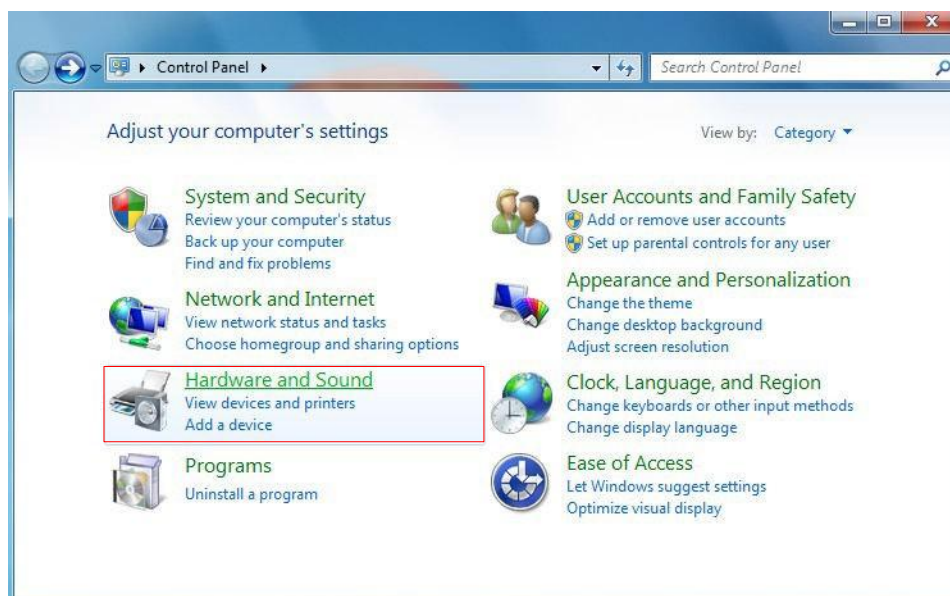 Control Panel
Search Control Panel
Adjust your computer's settings
View by: Category
System and Security
Review your computer's status
Back up your computer
Find and fix problems
Network and Internet
View network status and tasks
Choose homegroup and sharing options
Hardware and Sound
View devices and printers
Add a device
Programs
Uninstall a program
User Accounts and Family Safety
Add or remove user accounts
Set up parental controls for any user
Appearance and Personalization
Change the theme
Change desktop background
Adjust screen resolution
Clock, Language, and Region
Change keyboards or other input methods
Change display language
Ease of Access
Let Windows suggest settings
Optimize visual display